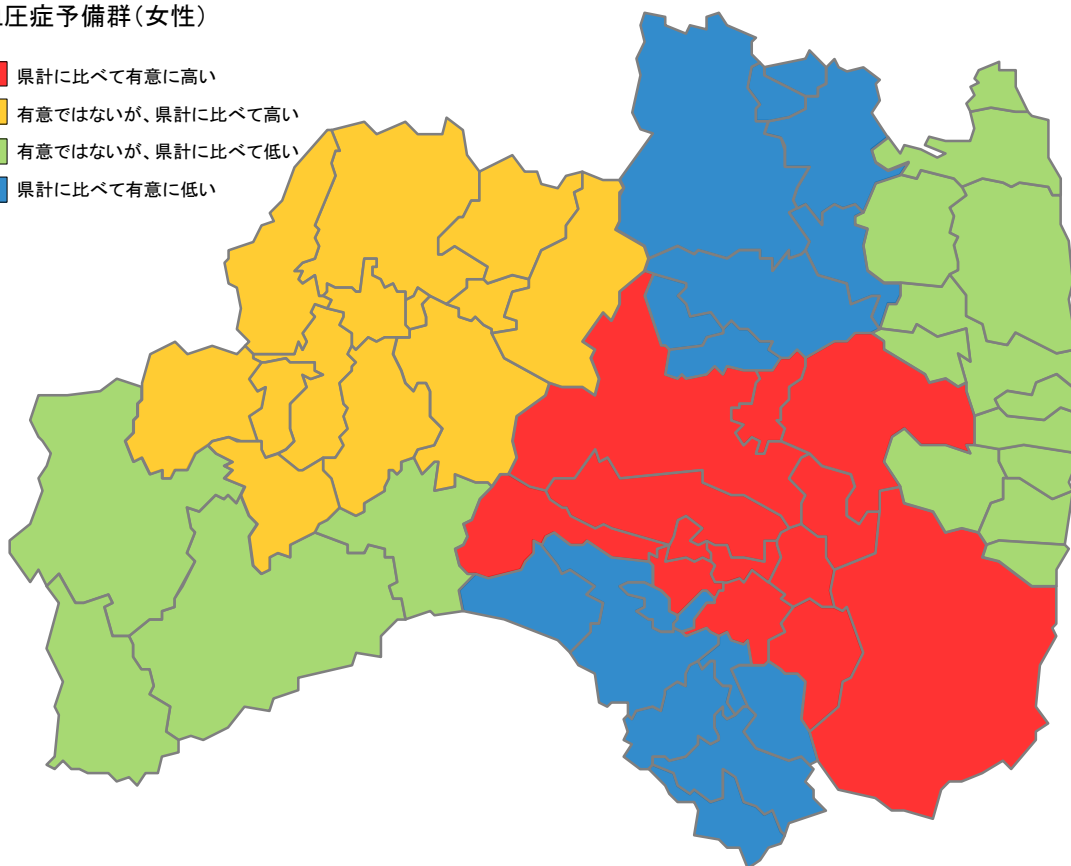 圧症予備群(女性)
県計に比べて有意に高い
有意ではないが、県計に比べて高い
有意ではないが、県計に比べて低い
県計に比べて有意に低い